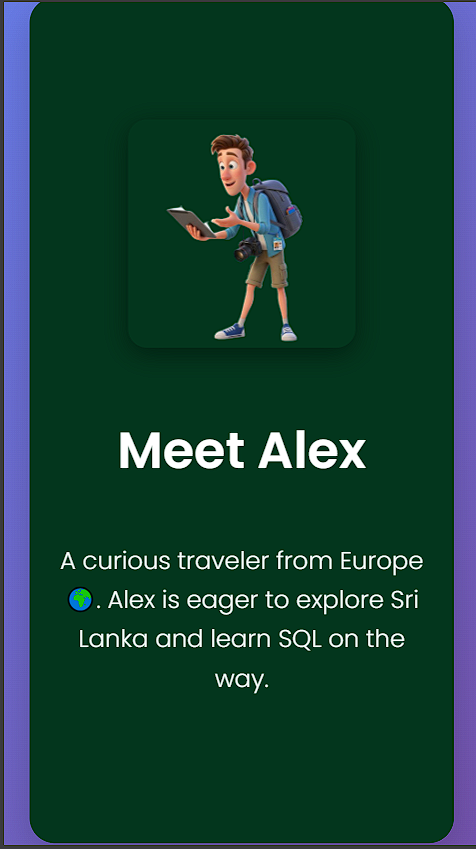 Meet Alex
A curious traveler from Europe
🌍. Alex is eager to explore Sri
Lanka and learn SQL on the
way.